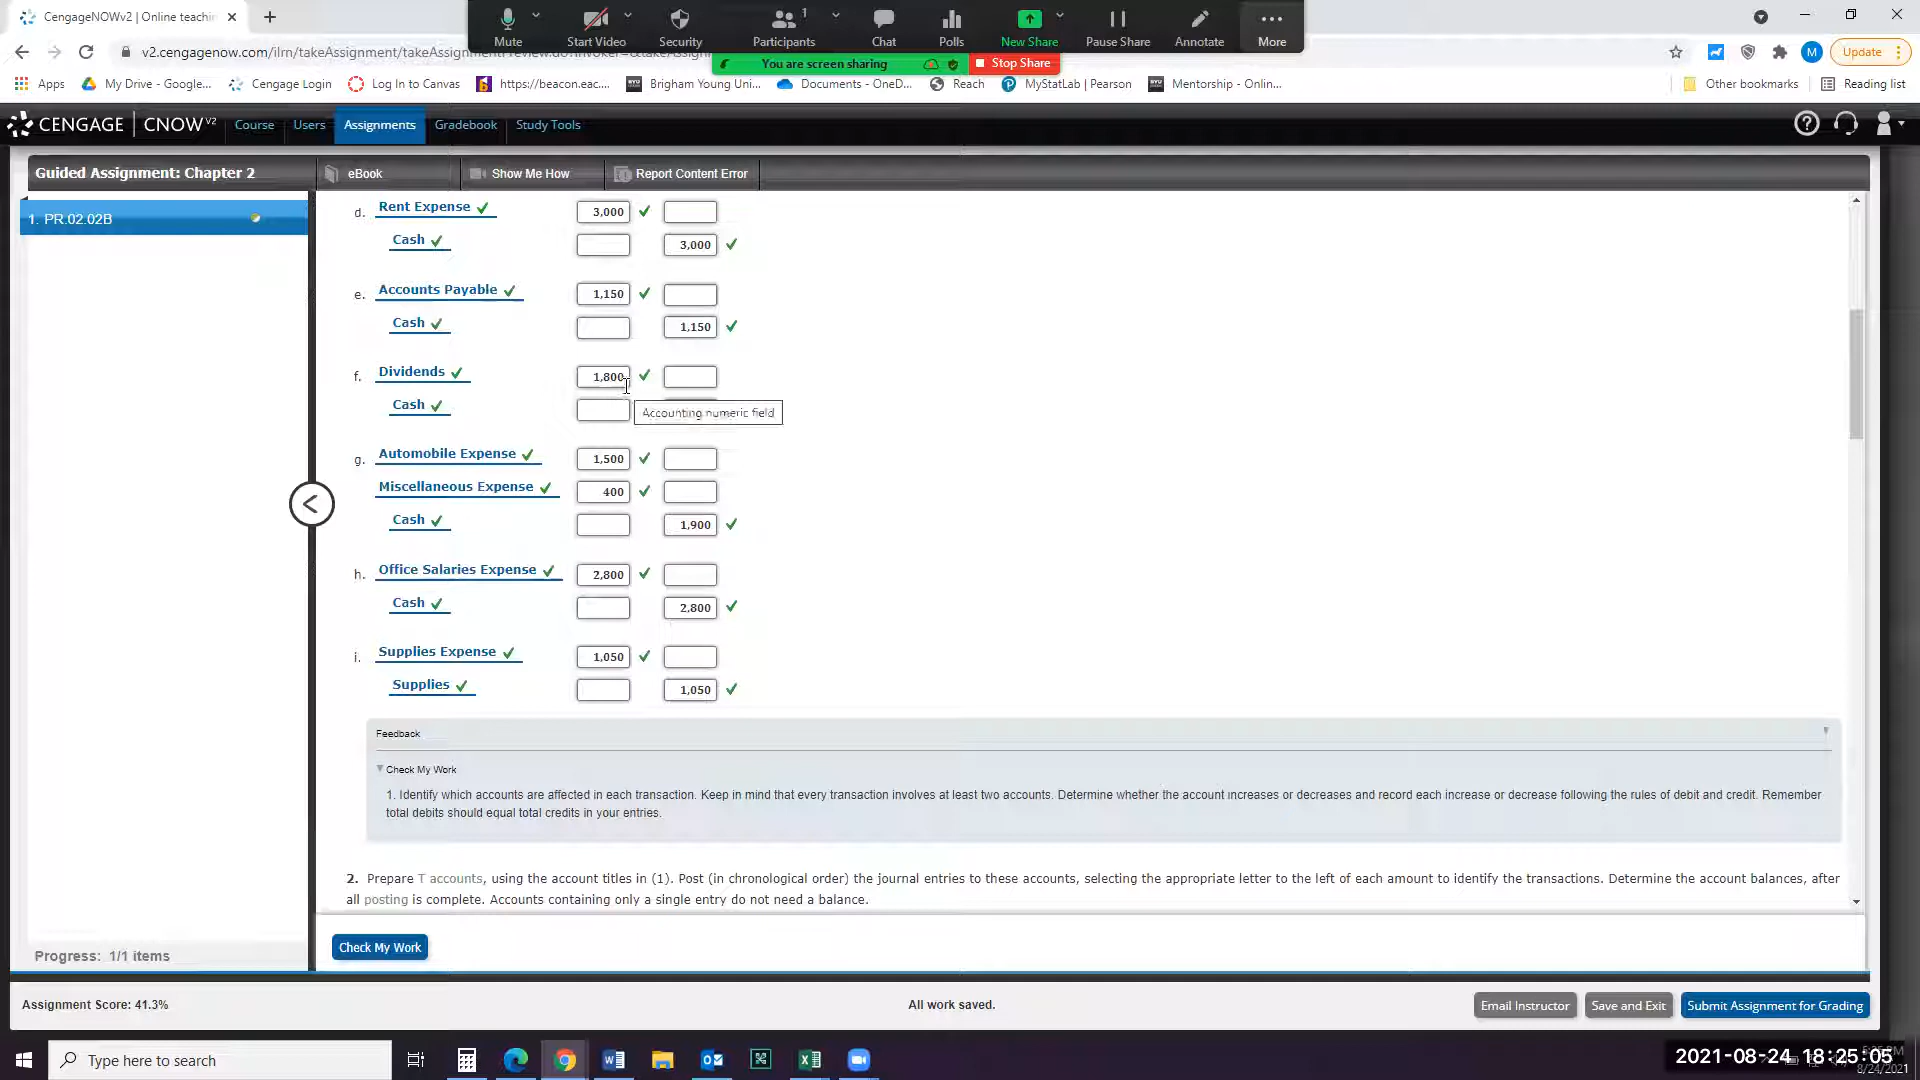 CengageNOWv2 | Online teachin
Mute
Start Video
Security
Participants
1
Chat
Polls
New Share
Pause Share
Annotate
More
v2.cengagenow.com/ilrn/takeAssignment/takeAssignment
Update
You are screen sharing
Stop Share
Apps
My Drive - Google...
Cengage Login
Log In to Canvas
https://beacon.eac....
Brigham Young Uni...
Documents - OneD...
Reach
MyStatLab | Pearson
Mentorship - Onlin...
Other bookmarks
Reading list
CENGAGE | CNOWv2
Course
Users
Assignments
Gradebook
Study Tools
Guided Assignment: Chapter 2
eBook
Show Me How
Report Content Error
1. PR.02.02B
d. Rent Expense 3,000
Cash 3,000
e. Accounts Payable 1,150
Cash 1,150
f. Dividends 1,800
Cash
Accounting numeric field
g. Automobile Expense 1,500
Miscellaneous Expense 400
Cash 1,900
h. Office Salaries Expense 2,800
Cash 2,800
i. Supplies Expense 1,050
Supplies 1,050
Feedback
Check My Work
1. Identify which accounts are affected in each transaction. Keep in mind that every transaction involves at least two accounts. Determine whether the account increases or decreases and record each increase or decrease following the rules of debit and credit. Remember
total debits should equal total credits in your entries.
2. Prepare T accounts, using the account titles in (1). Post (in chronological order) the journal entries to these accounts, selecting the appropriate letter to the left of each amount to identify the transactions. Determine the account balances, after
all posting is complete. Accounts containing only a single entry do not need a balance.
Progress: 1/1 items
Check My Work
Assignment Score: 41.3%
All work saved.
Email Instructor
Save and Exit
Submit Assignment for Grading
Type here to search
2021-08-24 18:25:05
8/24/2021